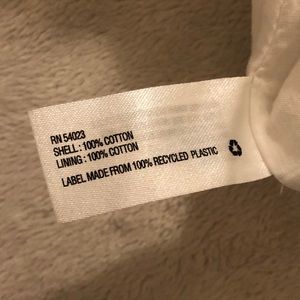 RN 54023
SHELL : 100% COTTON
LINING : 100% COTTON
LABEL MADE FROM 100% RECYCLED PLASTIC